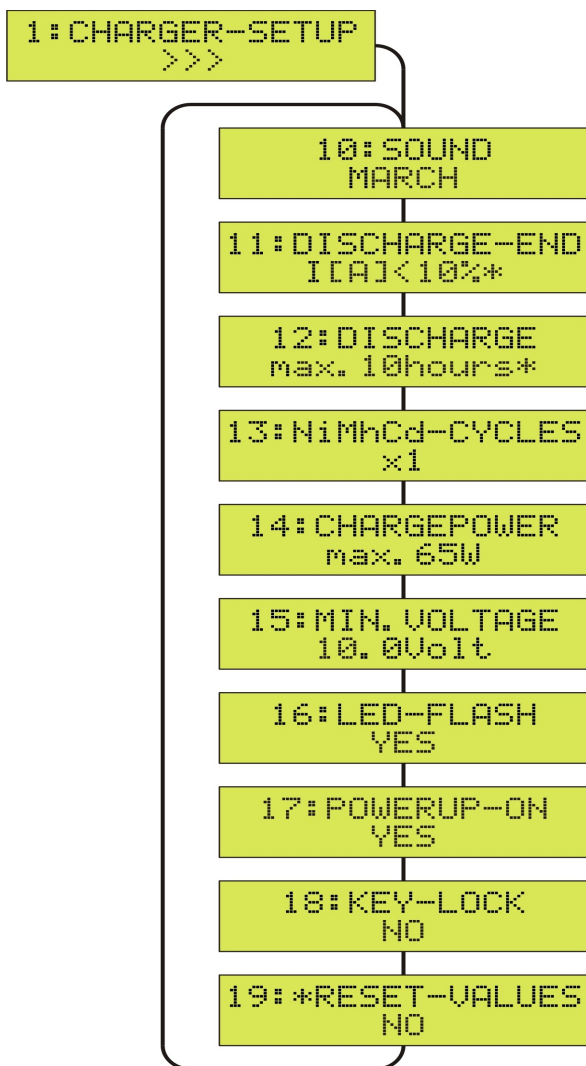 1:CHARGER-SETUP
>>>
10:SOUND
MARCH
11:DISCHARGE-END
I[A]<10%*
12:DISCHARGE
max.10hours*
13:NiMhCd-CYCLES
x1
14:CHARGEPOWER
max.65W
15:MIN.VOLTAGE
10.0Volt
16:LED-FLASH
YES
17:POWERUP-ON
YES
18:KEY-LOCK
NO
19:*RESET-VALUES
NO